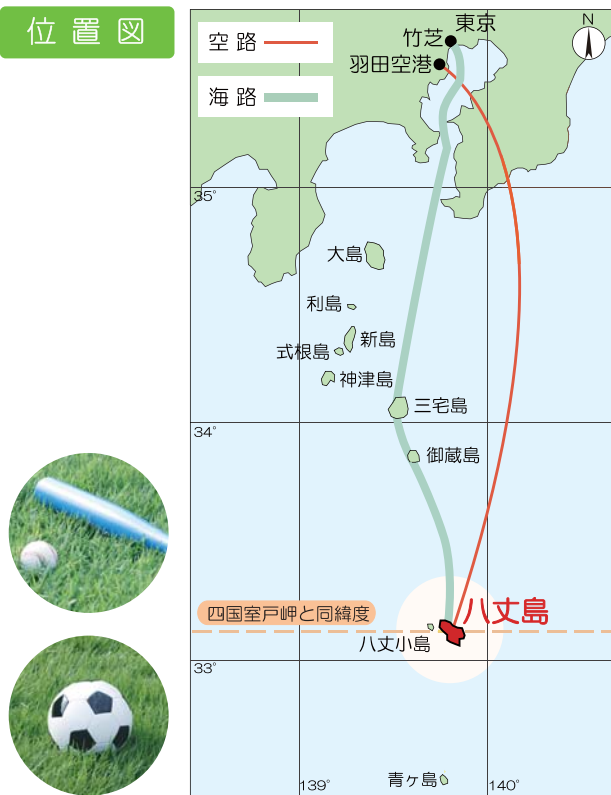 位置図
空路
海路
N
東京
竹芝
羽田空港
35°
大島
利島
新島
式根島
神津島
三宅島
34°
御蔵島
四国室戸岬と同緯度
八丈島
八丈小島
33°
青ヶ島
139°
140°